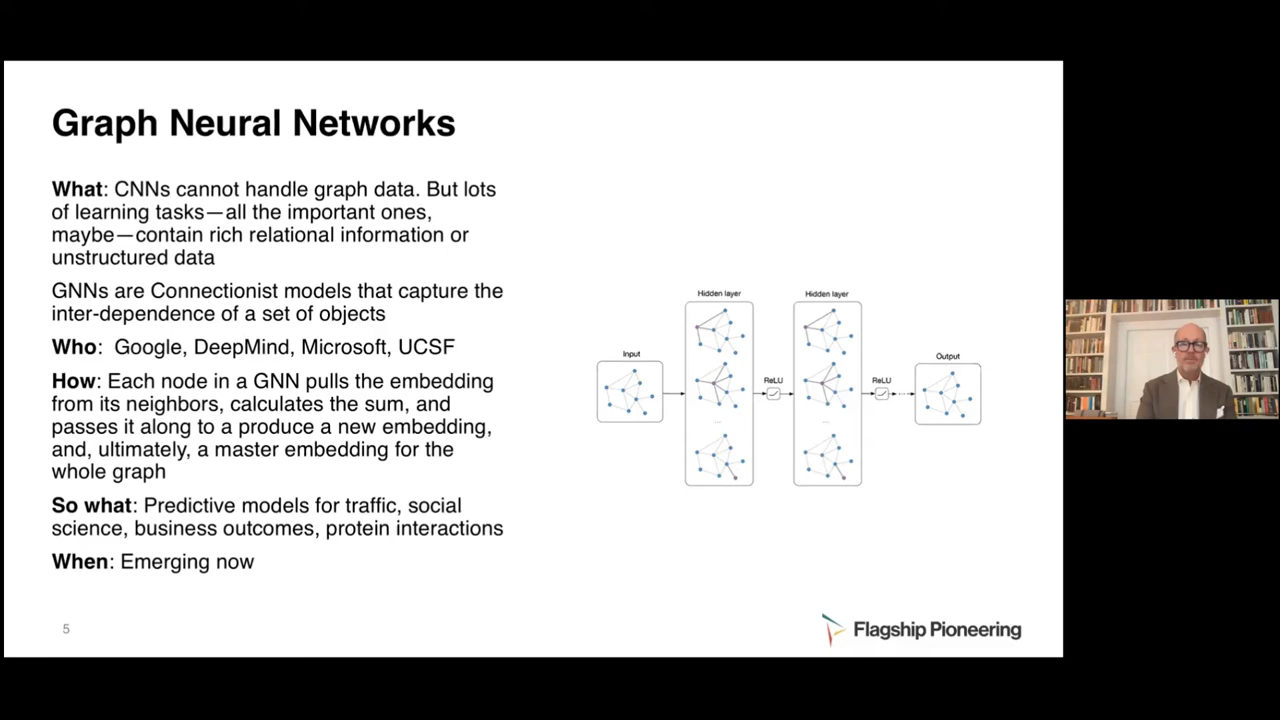 Graph Neural Networks
What: CNNs cannot handle graph data. But lots
of learning tasks—all the important ones,
maybe—contain rich relational information or
unstructured data
GNNs are Connectionist models that capture the
inter-dependence of a set of objects
Who: Google, DeepMind, Microsoft, UCSF
How: Each node in a GNN pulls the embedding
from its neighbors, calculates the sum, and
passes it along to a produce a new embedding,
and, ultimately, a master embedding for the
whole graph
So what: Predictive models for traffic, social
science, business outcomes, protein interactions
When: Emerging now
Input
Hidden layer
ReLU
Hidden layer
ReLU
Output
5
Flagship Pioneering